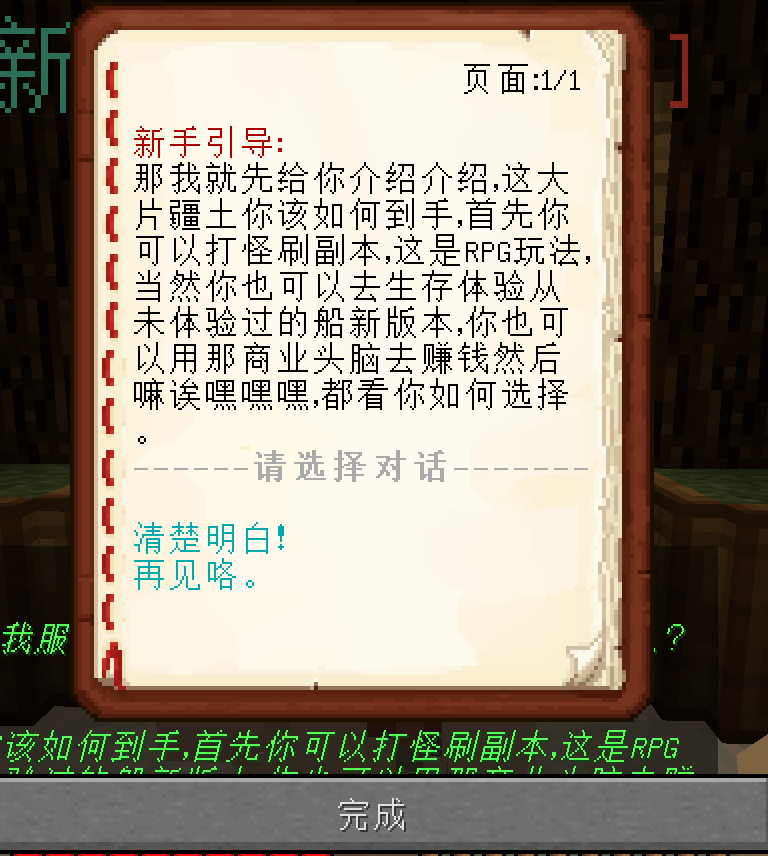 新
]
页面:1/1
新手引导:
那我就先给你介绍介绍,这大
片疆土你该如何到手,首先你
可以打怪刷副本,这是RPG玩法,
当然你也可以去生存体验从
未体验过的船新版本,你也可
以用那商业头脑去赚钱然后
嘛诶嘿嘿嘿,都看你如何选择
。
------请选择对话-------
清楚明白!
再见咯。
我服
.?
该如何到手,首先你可以打怪刷副本,这是RPG
完成